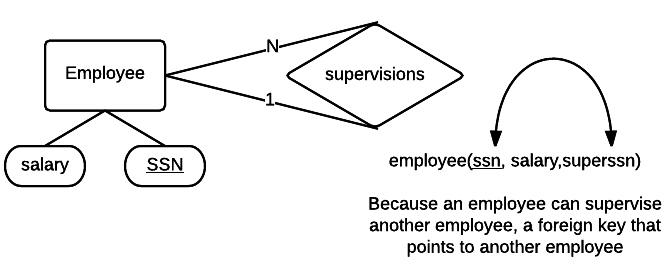 Employee
N
1
supervisions
salary
SSN
employee(ssn, salary,superssn)
Because an employee can supervise
another employee, a foreign key that
points to another employee